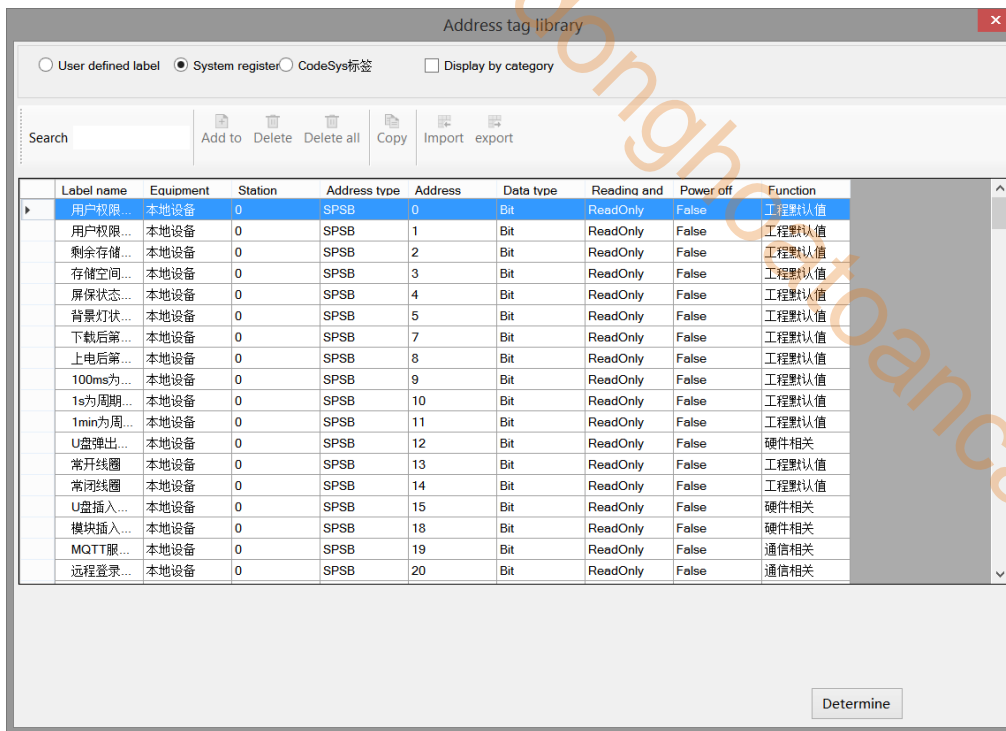 Address tag library
x
User defined label System register CodeSys标签 Display by category
Search Add to Delete Delete all Copy Import export
Label name Equipment Station Address type Address Data type Reading and Power off Function
用户权限... 本地设备 0 SPSB 0 Bit ReadOnly False 工程默认值
用户权限... 本地设备 0 SPSB 1 Bit ReadOnly False 工程默认值
剩余存储... 本地设备 0 SPSB 2 Bit ReadOnly False 工程默认值
存储空间... 本地设备 0 SPSB 3 Bit ReadOnly False 工程默认值
屏保状态... 本地设备 0 SPSB 4 Bit ReadOnly False 工程默认值
背景灯状... 本地设备 0 SPSB 5 Bit ReadOnly False 工程默认值
下载后第... 本地设备 0 SPSB 7 Bit ReadOnly False 工程默认值
上电后第... 本地设备 0 SPSB 8 Bit ReadOnly False 工程默认值
100ms为... 本地设备 0 SPSB 9 Bit ReadOnly False 工程默认值
1s为周期... 本地设备 0 SPSB 10 Bit ReadOnly False 工程默认值
1min为周... 本地设备 0 SPSB 11 Bit ReadOnly False 工程默认值
U盘弹出... 本地设备 0 SPSB 12 Bit ReadOnly False 硬件相关
常开线圈 本地设备 0 SPSB 13 Bit ReadOnly False 工程默认值
常闭线圈 本地设备 0 SPSB 14 Bit ReadOnly False 工程默认值
U盘插入... 本地设备 0 SPSB 15 Bit ReadOnly False 硬件相关
模块插入... 本地设备 0 SPSB 18 Bit ReadOnly False 硬件相关
MQTT服... 本地设备 0 SPSB 19 Bit ReadOnly False 通信相关
远程登录... 本地设备 0 SPSB 20 Bit ReadOnly False 通信相关
Determine
donghoatoanca